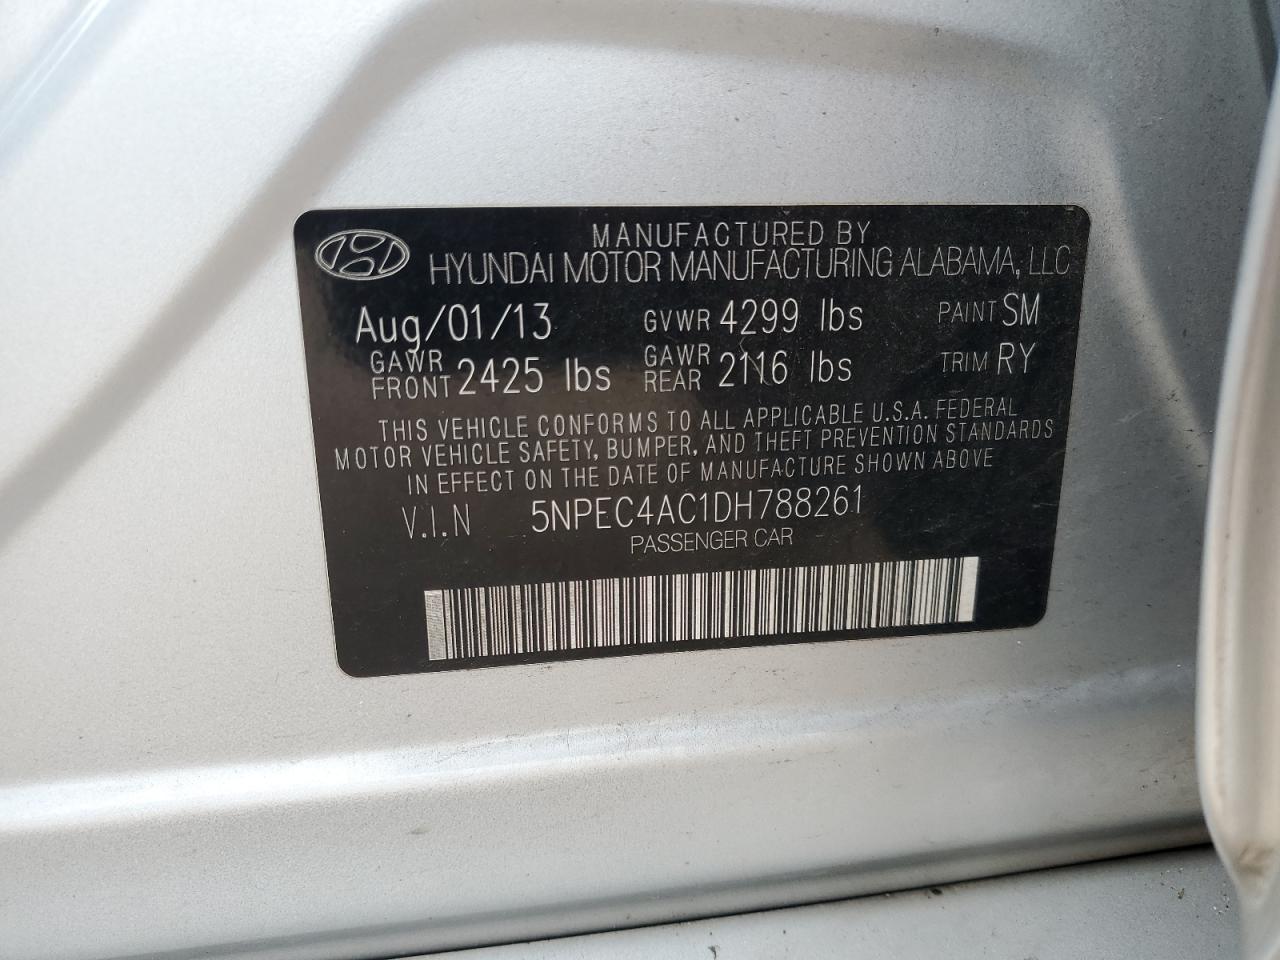 MANUFACTURED BY
HYUNDAI MOTOR MANUFACTURING ALABAMA, LLC
Aug/01/13 GVWR 4299 lbs PAINT SM
GAWR FRONT 2425 lbs GAWR REAR 2116 lbs TRIM RY
THIS VEHICLE CONFORMS TO ALL APPLICABLE U.S.A. FEDERAL
MOTOR VEHICLE SAFETY, BUMPER, AND THEFT PREVENTION STANDARDS
IN EFFECT ON THE DATE OF MANUFACTURE SHOWN ABOVE
V.I.N 5NPEC4AC1DH788261
PASSENGER CAR